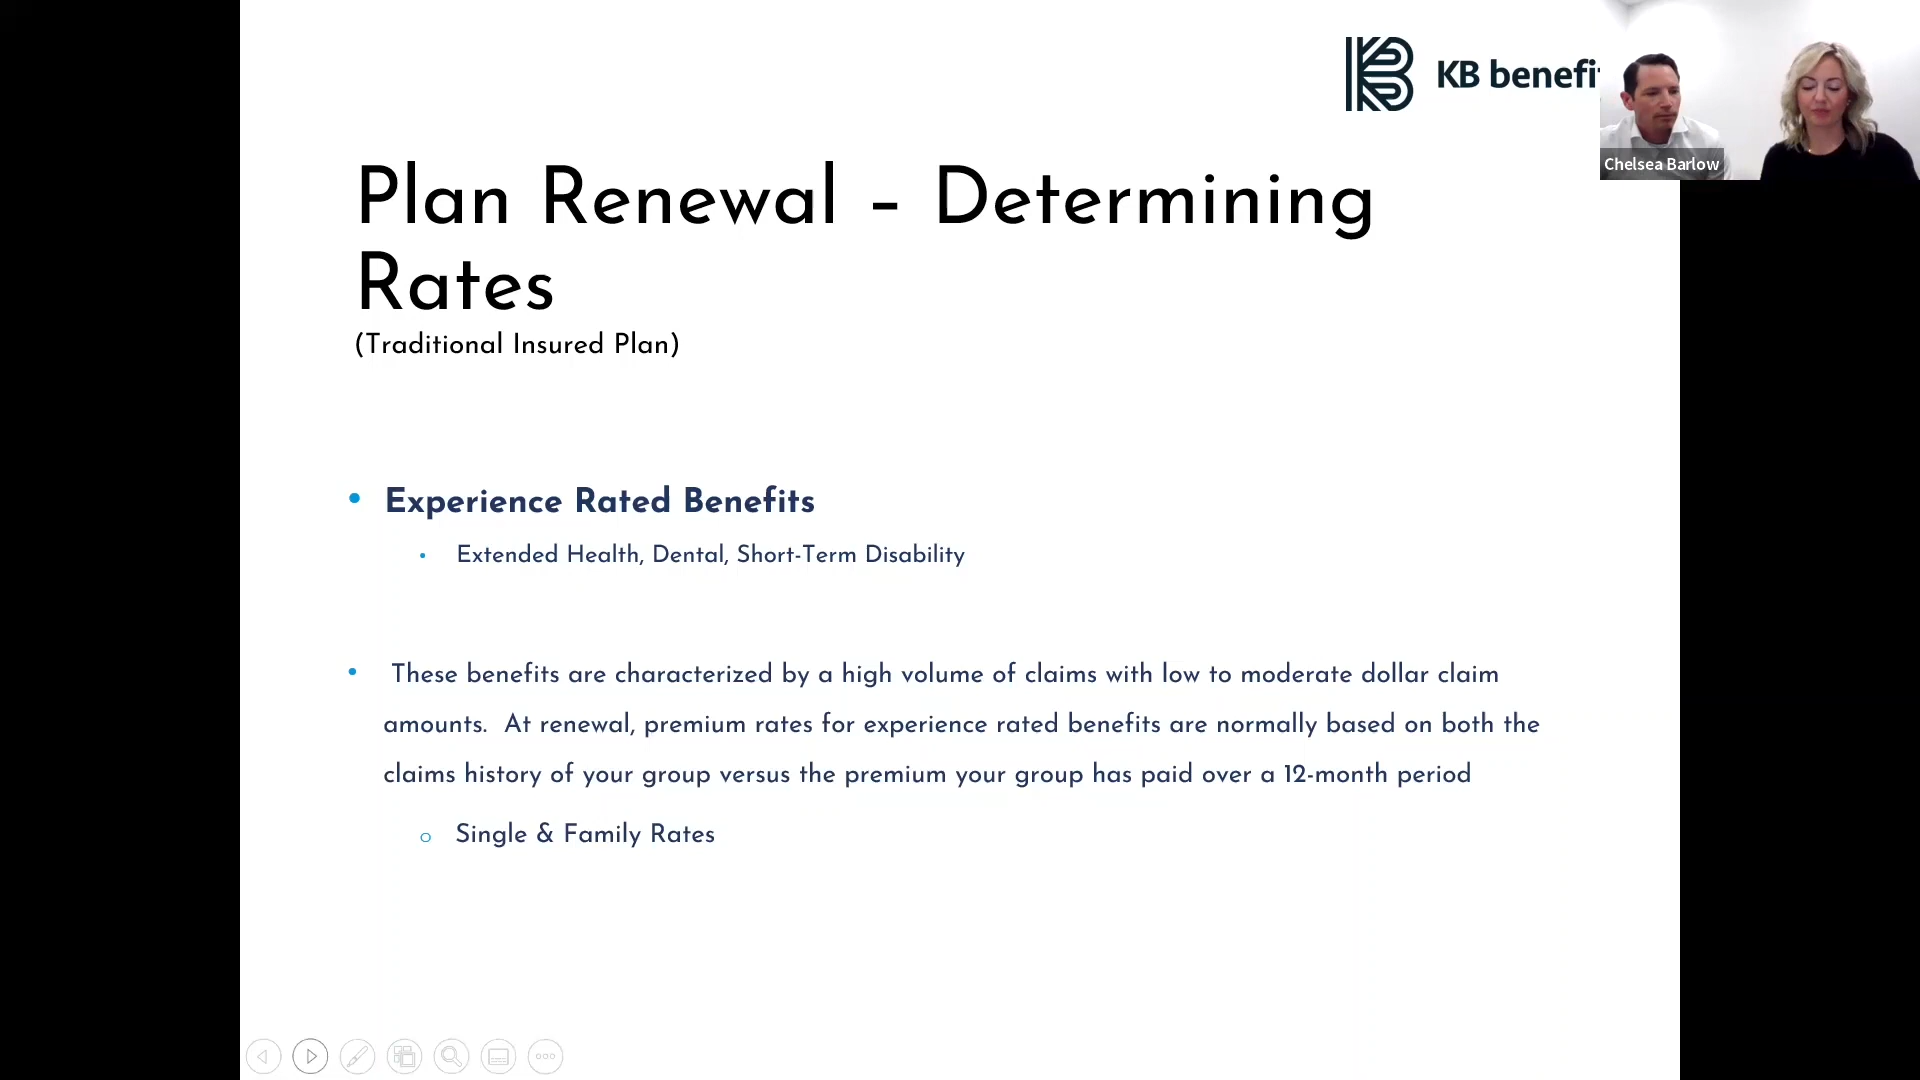 KB benefi
Chelsea Barlow
Plan Renewal – Determining
Rates
(Traditional Insured Plan)
• Experience Rated Benefits
• Extended Health, Dental, Short-Term Disability
• These benefits are characterized by a high volume of claims with low to moderate dollar claim
amounts. At renewal, premium rates for experience rated benefits are normally based on both the
claims history of your group versus the premium your group has paid over a 12-month period
o Single & Family Rates